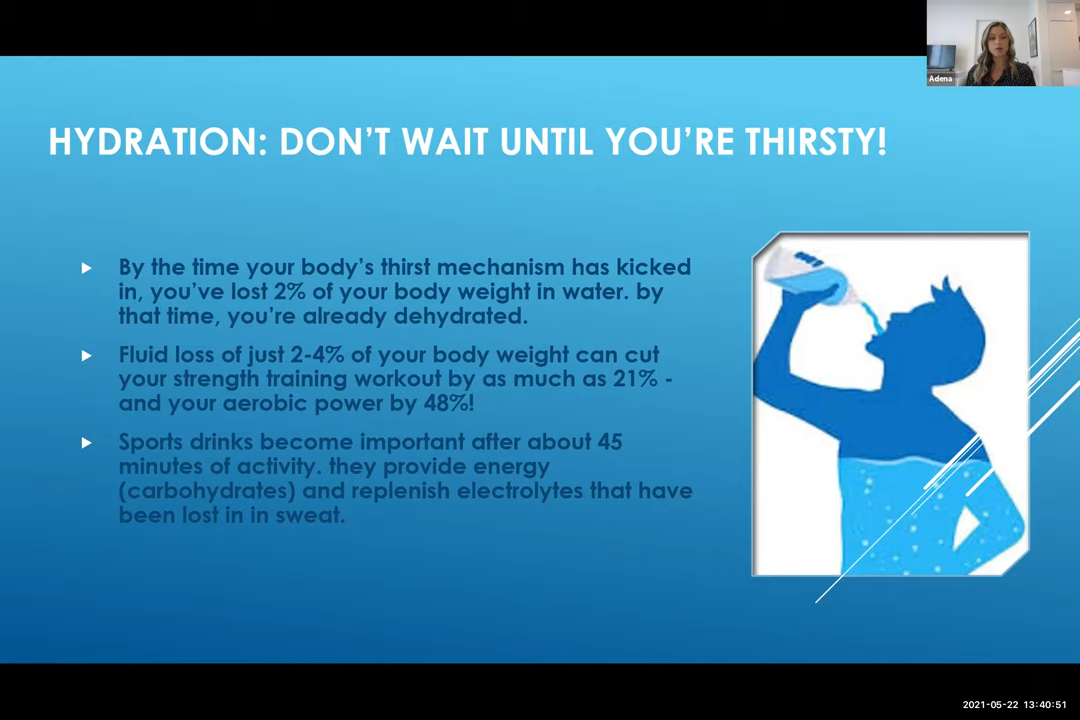 Adena
HYDRATION: DON'T WAIT UNTIL YOU'RE THIRSTY!
By the time your body's thirst mechanism has kicked
in, you've lost 2% of your body weight in water. by
that time, you're already dehydrated.
Fluid loss of just 2-4% of your body weight can cut
your strength training workout by as much as 21% -
and your aerobic power by 48%!
Sports drinks become important after about 45
minutes of activity. they provide energy
(carbohydrates) and replenish electrolytes that have
been lost in in sweat.
2021-05-22 13:40:51